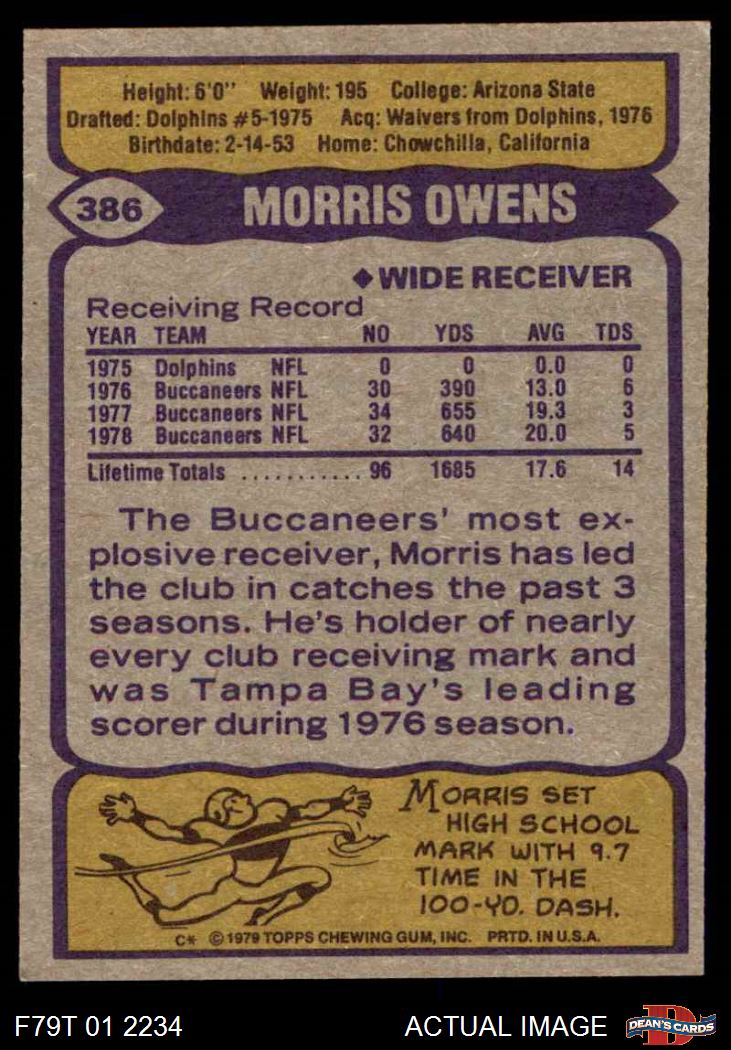 Height: 6'0" Weight: 195 College: Arizona State
Drafted: Dolphins #5-1975 Acq: Waivers from Dolphins, 1976
Birthdate: 2-14-53 Home: Chowchilla, California
386 MORRIS OWENS
◆WIDE RECEIVER
Receiving Record
YEAR TEAM NO YDS AVG TDS
1975 Dolphins NFL 0 0 0.0 0
1976 Buccaneers NFL 30 390 13.0 6
1977 Buccaneers NFL 34 655 19.3 3
1978 Buccaneers NFL 32 640 20.0 5
Lifetime Totals ............ 96 1685 17.6 14
The Buccaneers' most ex-
plosive receiver, Morris has led
the club in catches the past 3
seasons. He's holder of nearly
every club receiving mark and
was Tampa Bay's leading
scorer during 1976 season.
MORRIS SET
HIGH SCHOOL
MARK WITH 9.7
TIME IN THE
100-YD. DASH.
C* ©1979 TOPPS CHEWING GUM, INC. PRTD. IN U.S.A.
F79T 01 2234 ACTUAL IMAGE D DEAN'S CARDS